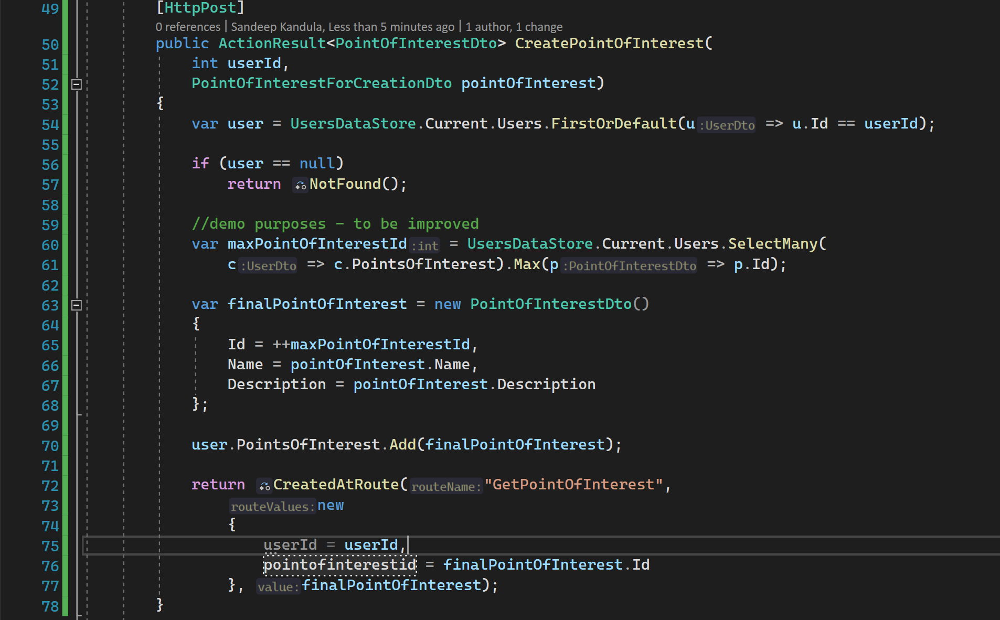 49 [HttpPost]
0 references | Sandeep Kandula, Less than 5 minutes ago | 1 author, 1 change
50 public ActionResult<PointOfInterestDto> CreatePointOfInterest(
51 int userId,
52 PointOfInterestForCreationDto pointOfInterest)
53 {
54 var user = UsersDataStore.Current.Users.FirstOrDefault(u:UserDto => u.Id == userId);
55
56 if (user == null)
57 return NotFound();
58
59 //demo purposes - to be improved
60 var maxPointOfInterestId:int = UsersDataStore.Current.Users.SelectMany(
61 c:UserDto => c.PointsOfInterest).Max(p:PointOfInterestDto => p.Id);
62
63 var finalPointOfInterest = new PointOfInterestDto()
64 {
65 Id = ++maxPointOfInterestId,
66 Name = pointOfInterest.Name,
67 Description = pointOfInterest.Description
68 };
69
70 user.PointsOfInterest.Add(finalPointOfInterest);
71
72 return CreatedAtRoute(routeName:"GetPointOfInterest",
73 routeValues:new
74 {
75 userId = userId,
76 pointofinterestid = finalPointOfInterest.Id
77 }, value:finalPointOfInterest);
78 }